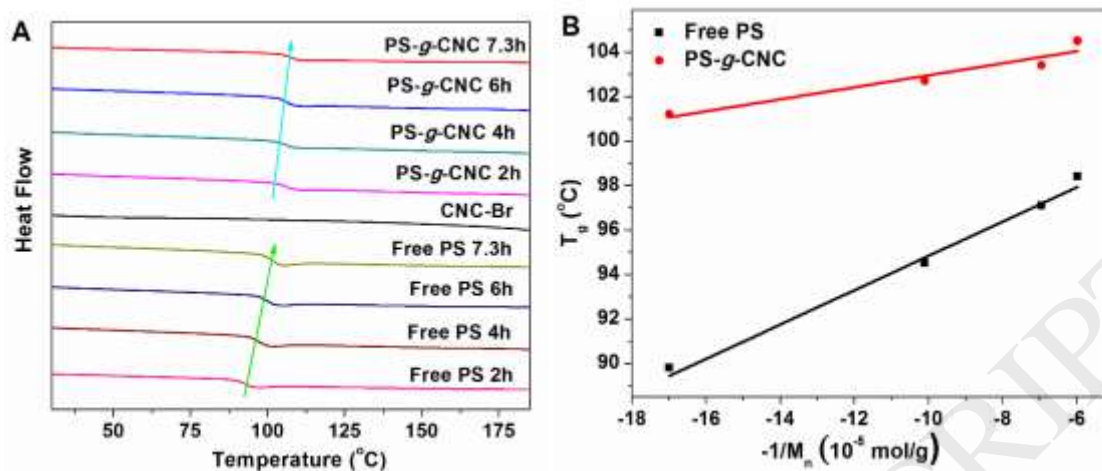 A
PS-g-CNC 7.3h
PS-g-CNC 6h
PS-g-CNC 4h
PS-g-CNC 2h
CNC-Br
Free PS 7.3h
Free PS 6h
Free PS 4h
Free PS 2h
Heat Flow
50 75 100 125 150 175
Temperature (°C)
B
Free PS
PS-g-CNC
104
102
100
98
96
94
92
90
Tg (°C)
-18 -16 -14 -12 -10 -8 -6
-1/Mn (10⁻⁵ mol/g)
RIPT